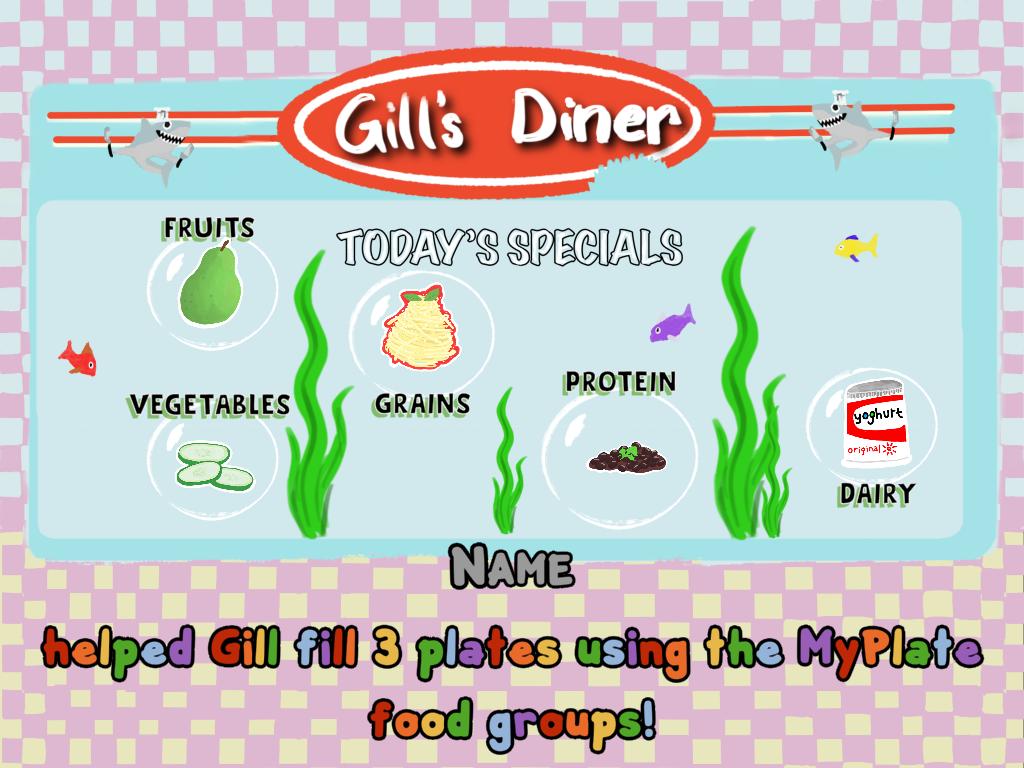 Gill's Diner
TODAY'S SPECIALS
FRUITS
VEGETABLES
GRAINS
PROTEIN
yoghurt
original
DAIRY
NAME
helped Gill fill 3 plates using the MyPlate
food groups!